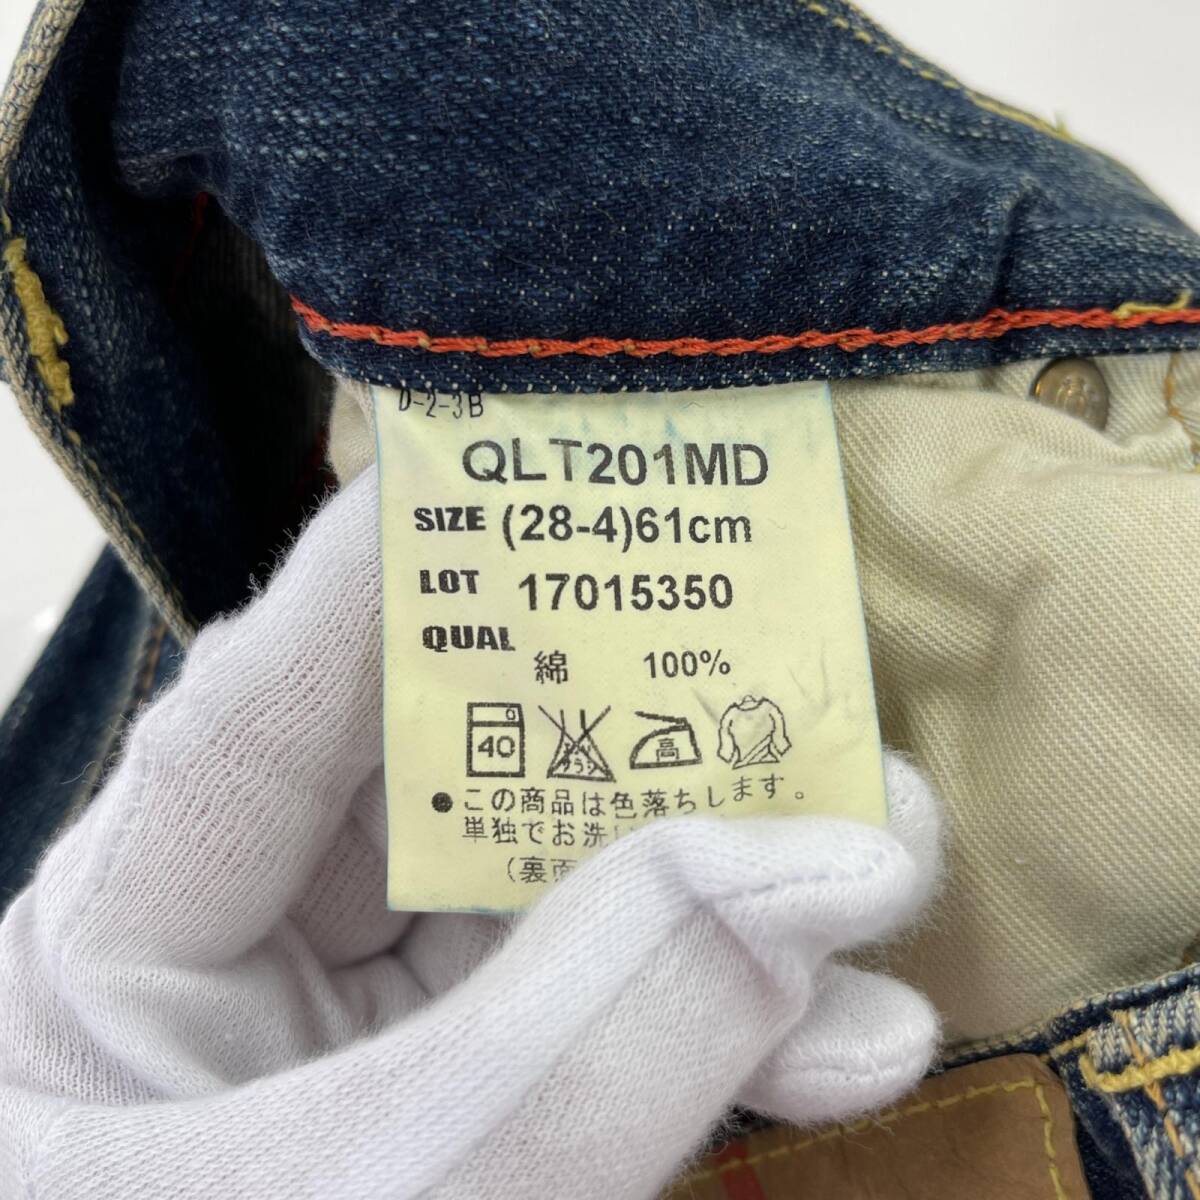 D-2-3B
QLT201MD
SIZE (28-4)61cm
LOT 17015350
QUAL
綿 100%
40 高
●この商品は色落ちします。
単独でお洗い
(裏面